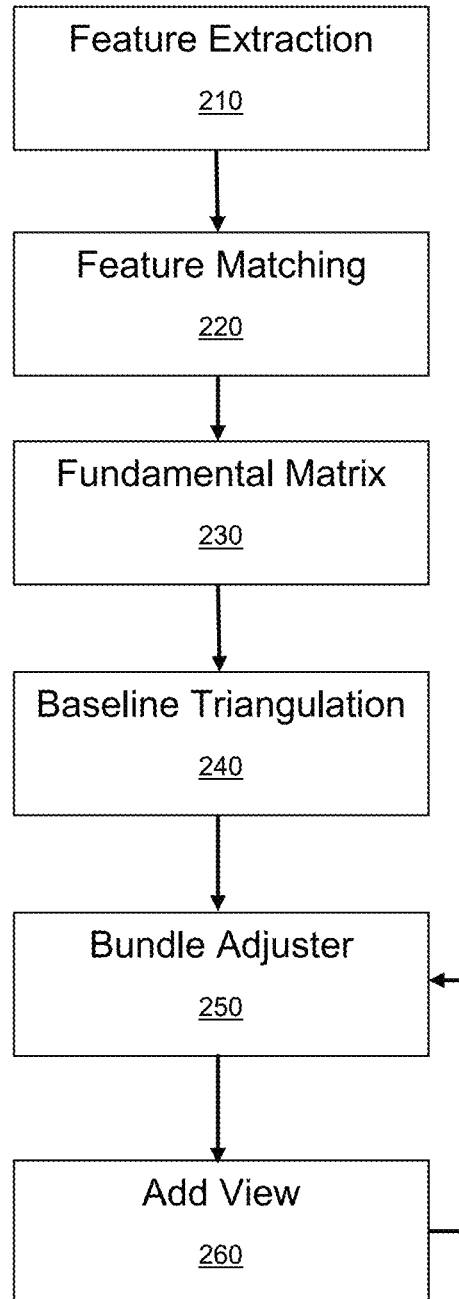 Feature Extraction
210
Feature Matching
220
Fundamental Matrix
230
Baseline Triangulation
240
Bundle Adjuster
250
Add View
260